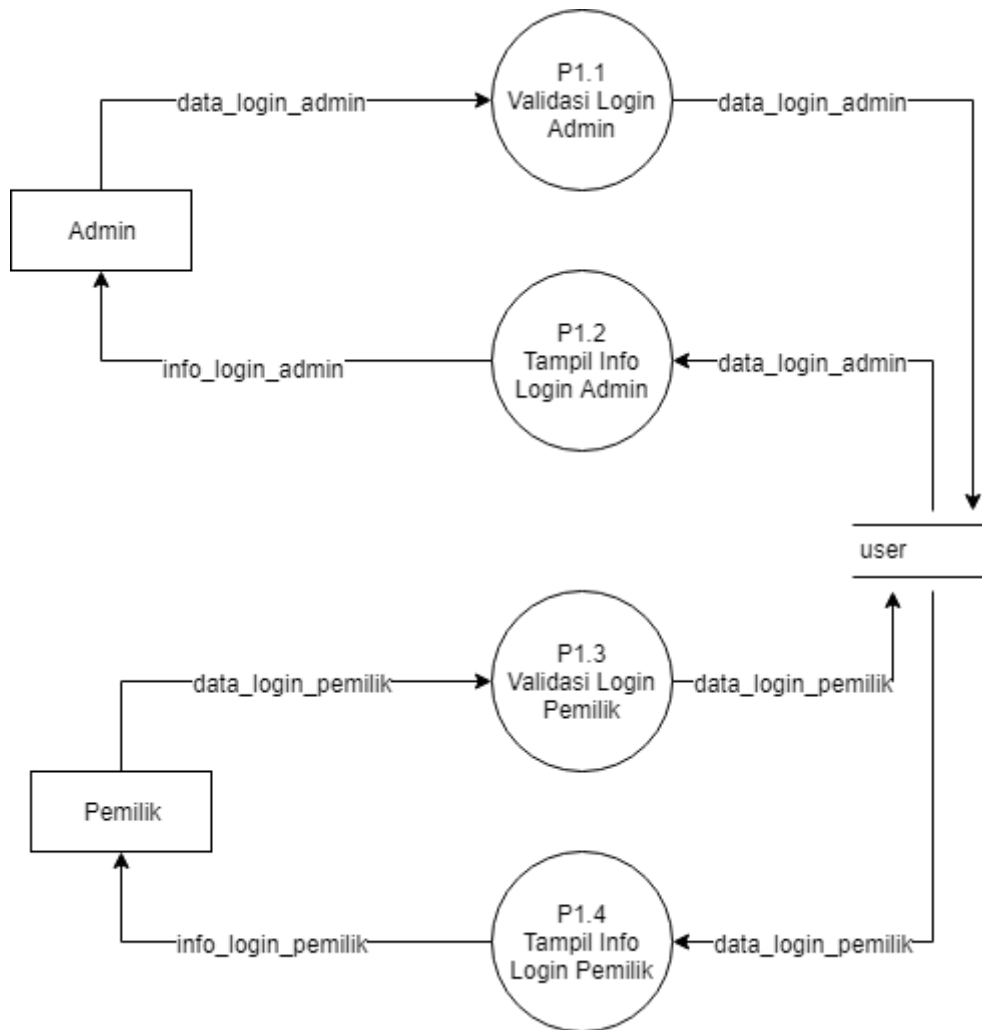 P1.1
Validasi Login
Admin
data_login_admin
data_login_admin
Admin
P1.2
Tampil Info
Login Admin
info_login_admin
data_login_admin
user
P1.3
Validasi Login
Pemilik
data_login_pemilik
data_login_pemilik
Pemilik
P1.4
Tampil Info
Login Pemilik
info_login_pemilik
data_login_pemilik